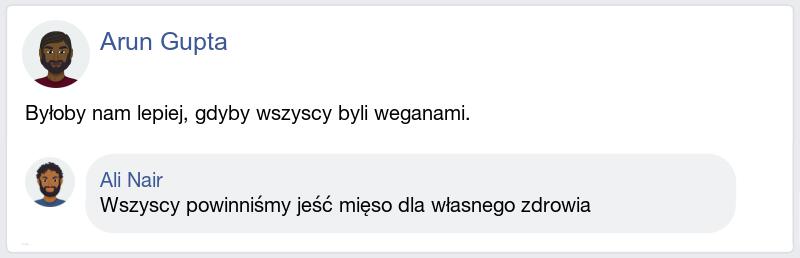 Arun Gupta
Byłoby nam lepiej, gdyby wszyscy byli weganami.
Ali Nair
Wszyscy powinniśmy jeść mięso dla własnego zdrowia